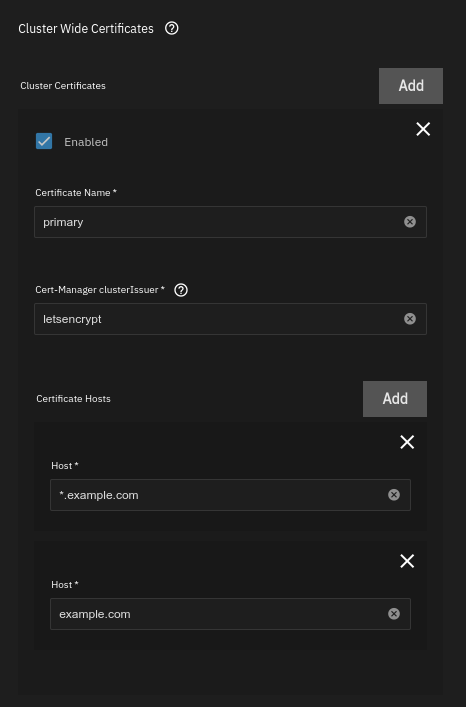 Cluster Wide Certificates
Cluster Certificates
Add
Enabled
Certificate Name *
primary
Cert-Manager clusterIssuer *
letsencrypt
Certificate Hosts
Add
Host *
*.example.com
Host *
example.com